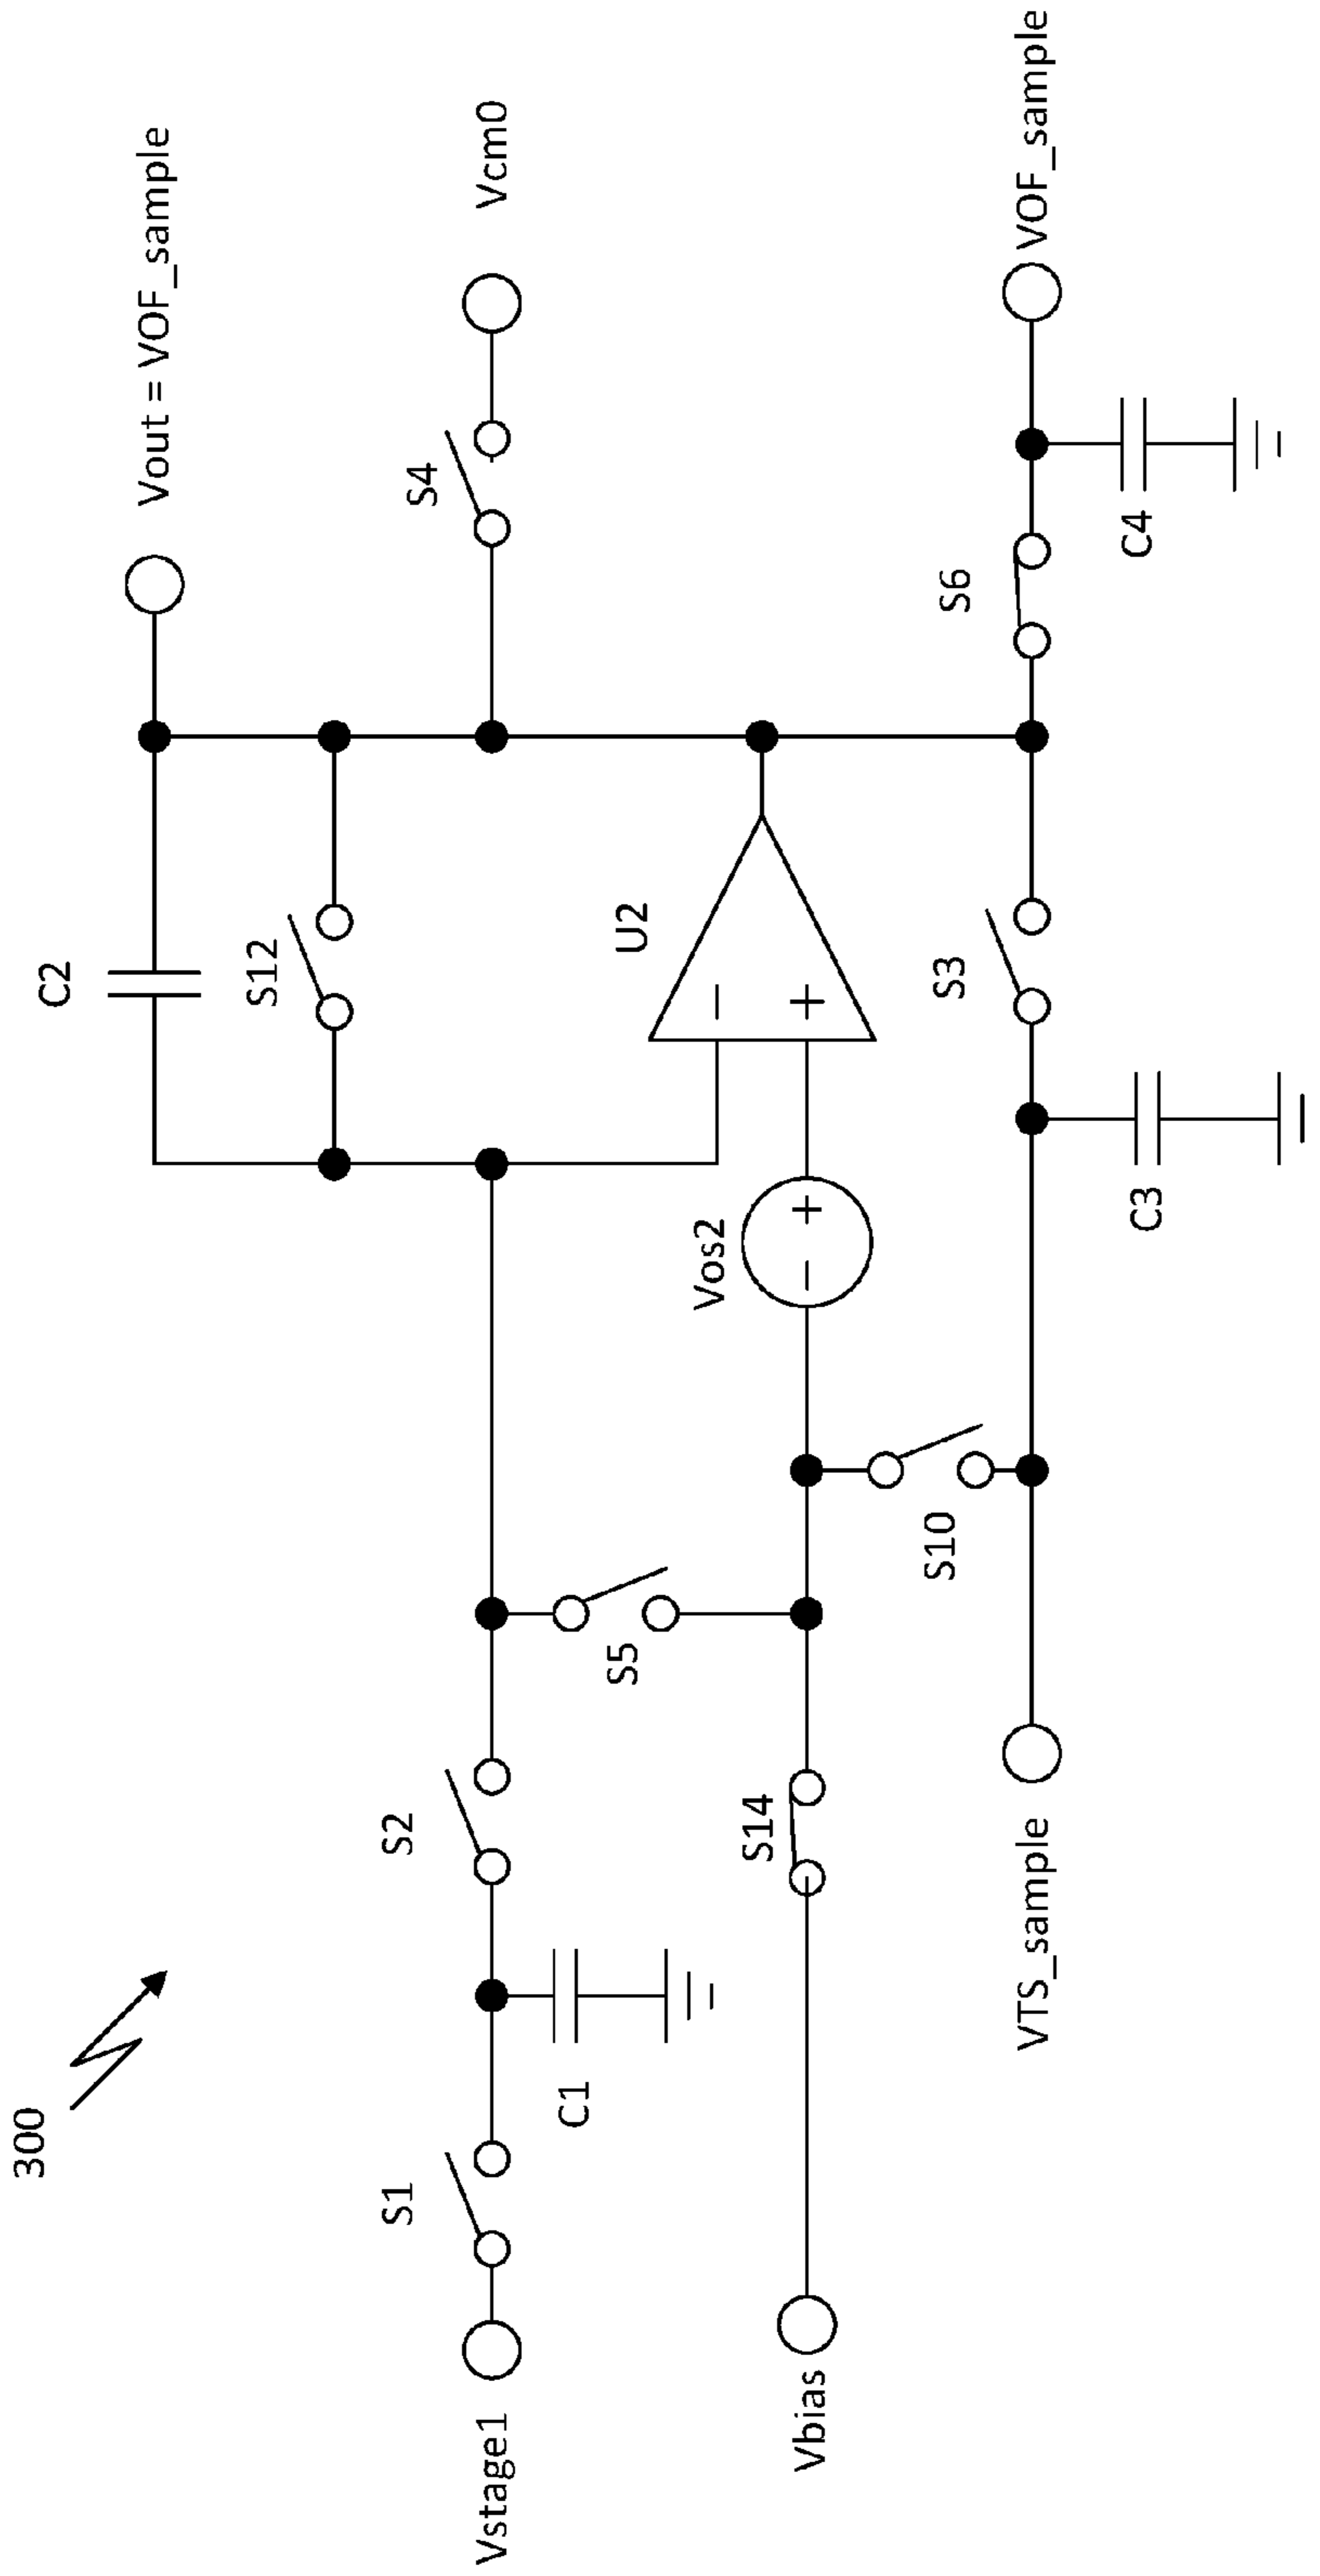 300
C2
Vout = VOF_sample
S12
Vstage1
S1
C1
S2
S4
Vcm0
S5
U2
−
+
Vbias
S14
Vos2
− +
S10
VTS_sample
C3
S3
S6
C4
VOF_sample